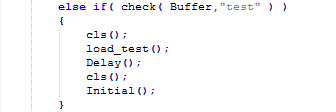 else if( check( Buffer,"test" ) )
{
cls();
load_test();
Delay();
cls();
Initial();
}